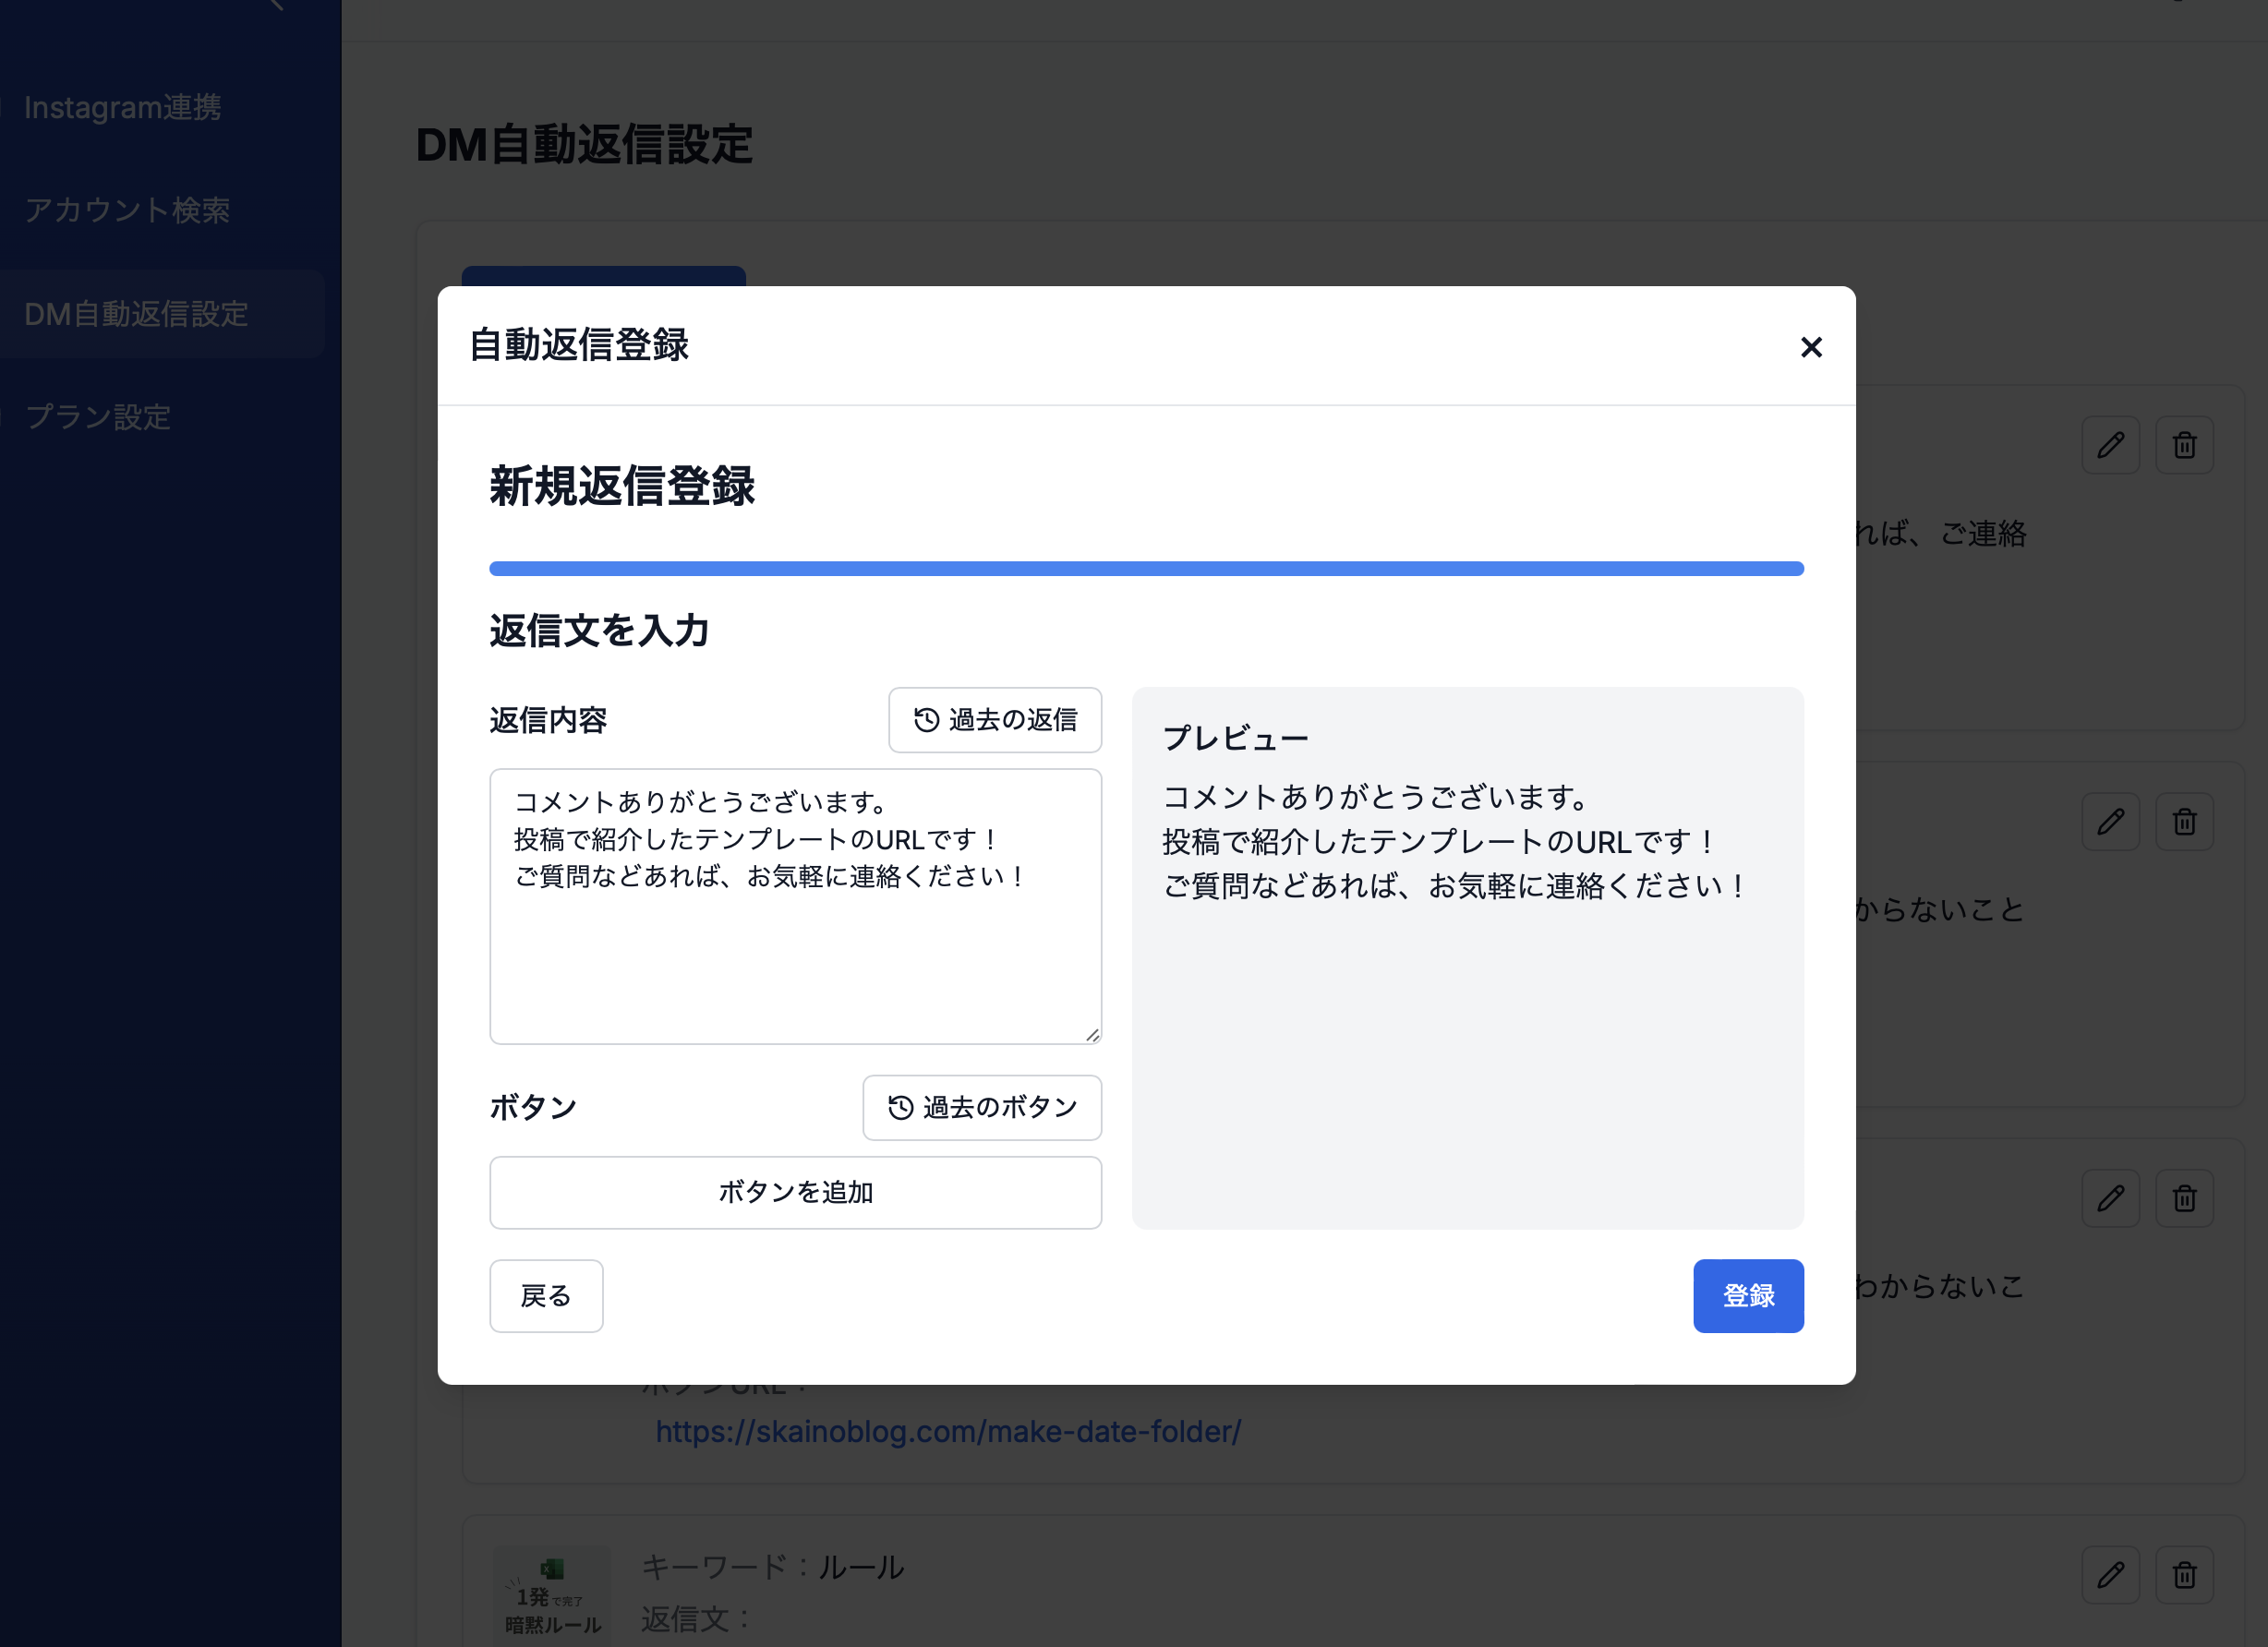 Instagram連携
アカウント検索
DM自動返信設定
プラン設定
DM自動返信設定
自動返信登録
新規返信登録
返信文を入力
返信内容
過去の返信
コメントありがとうございます。
投稿で紹介したテンプレートのURLです！
ご質問などあれば、お気軽に連絡ください！
ボタン
過去のボタン
ボタンを追加
プレビュー
コメントありがとうございます。
投稿で紹介したテンプレートのURLです！
ご質問などあれば、お気軽に連絡ください！
戻る
登録
れば、ご連絡
からないこと
わからないこ
ボタンURL：
https://skainoblog.com/make-date-folder/
1発で完了
暗黙ルール
キーワード：ルール
返信文：